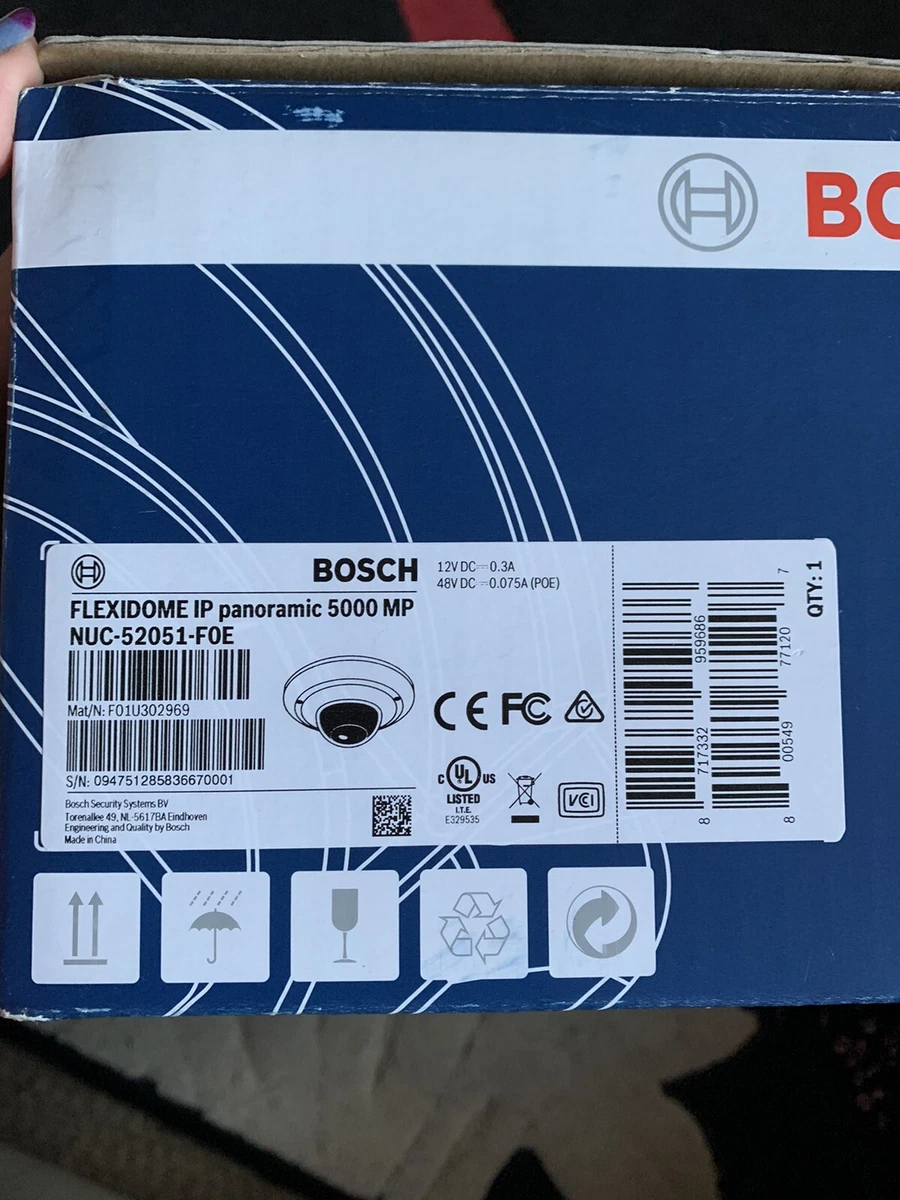 BO
BOSCH
FLEXIDOME IP panoramic 5000 MP
NUC-52051-F0E
Mat/N: F01U302969
S/N: 094751285836670001
Bosch Security Systems BV
Torenallee 49, NL-5617BA Eindhoven
Engineering and Quality by Bosch
Made in China
12V DC⎓0.3A
48V DC⎓0.075A (POE)
CE FC
C UL US
LISTED
I.T.E.
E329535
VCI
8 717332 959686
8 00549 77120 7
QTY: 1